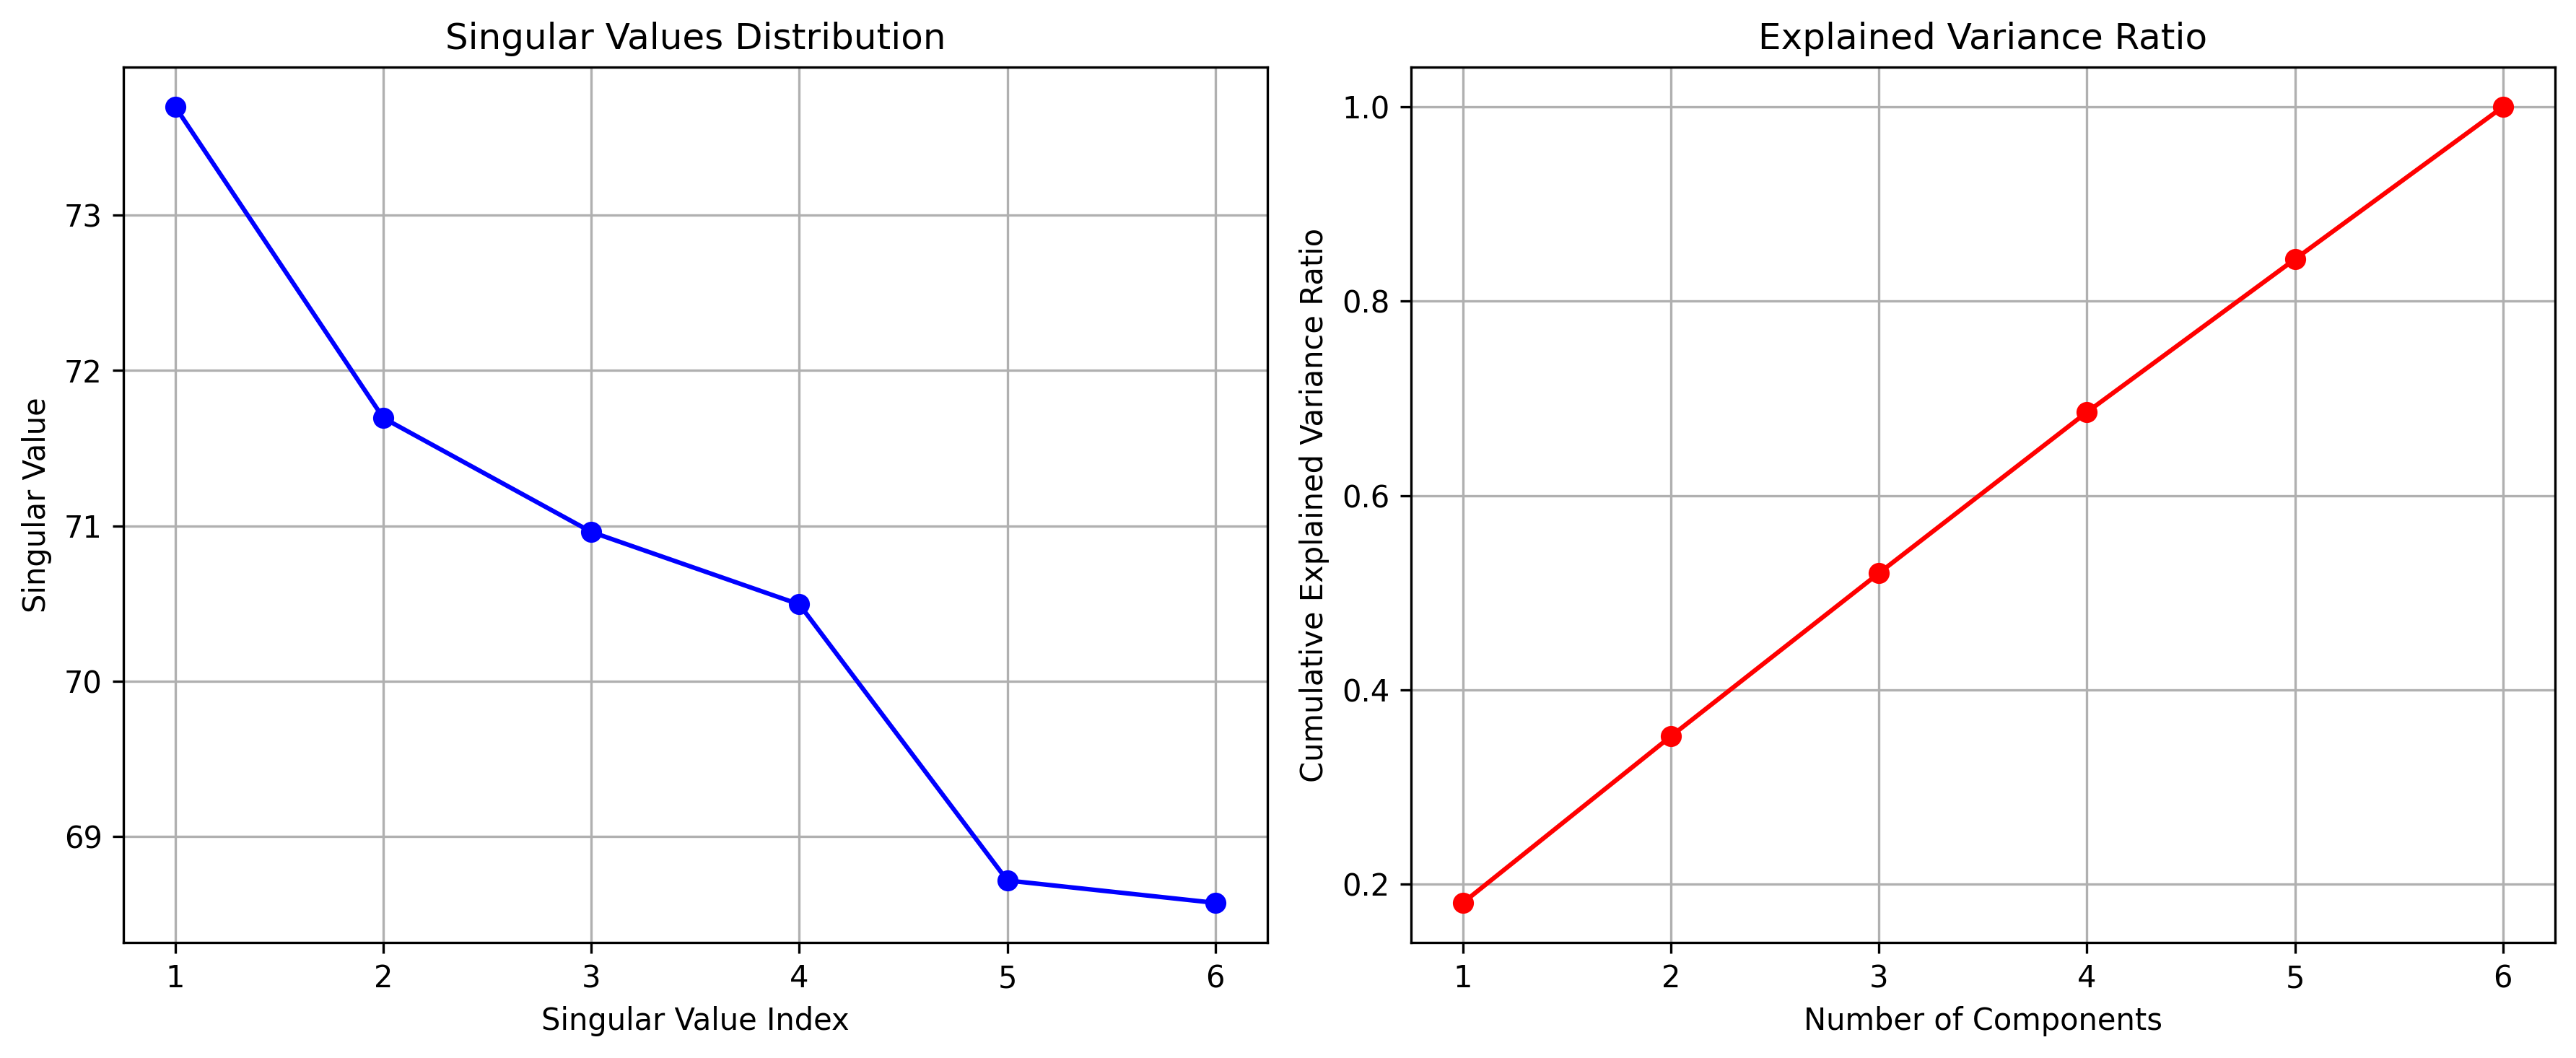 Singular Values Distribution
Singular Value
73
72
71
70
69
1 2 3 4 5 6
Singular Value Index
Explained Variance Ratio
Cumulative Explained Variance Ratio
1.0
0.8
0.6
0.4
0.2
1 2 3 4 5 6
Number of Components